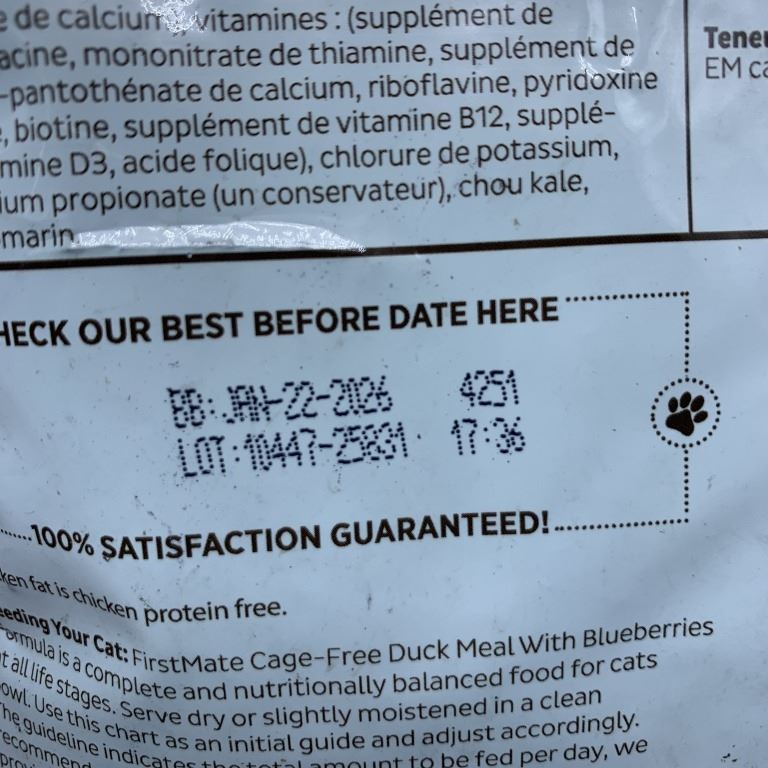 e de calcium, vitamines : (supplément de
acine, mononitrate de thiamine, supplément de
-pantothénate de calcium, riboflavine, pyridoxine
, biotine, supplément de vitamine B12, supplé-
mine D3, acide folique), chlorure de potassium,
ium propionate (un conservateur), chou kale,
marin
Teneu
EM ca
HECK OUR BEST BEFORE DATE HERE
BB: JAN-22-2026 4251
LOT:10447-25831 17:36
100% SATISFACTION GUARANTEED!
ken fat is chicken protein free.
eeding Your Cat: FirstMate Cage-Free Duck Meal With Blueberries
ormula is a complete and nutritionally balanced food for cats
t all life stages. Serve dry or slightly moistened in a clean
owl. Use this chart as an initial guide and adjust accordingly.
he guideline indicates the total amount to be fed per day, we
recommend